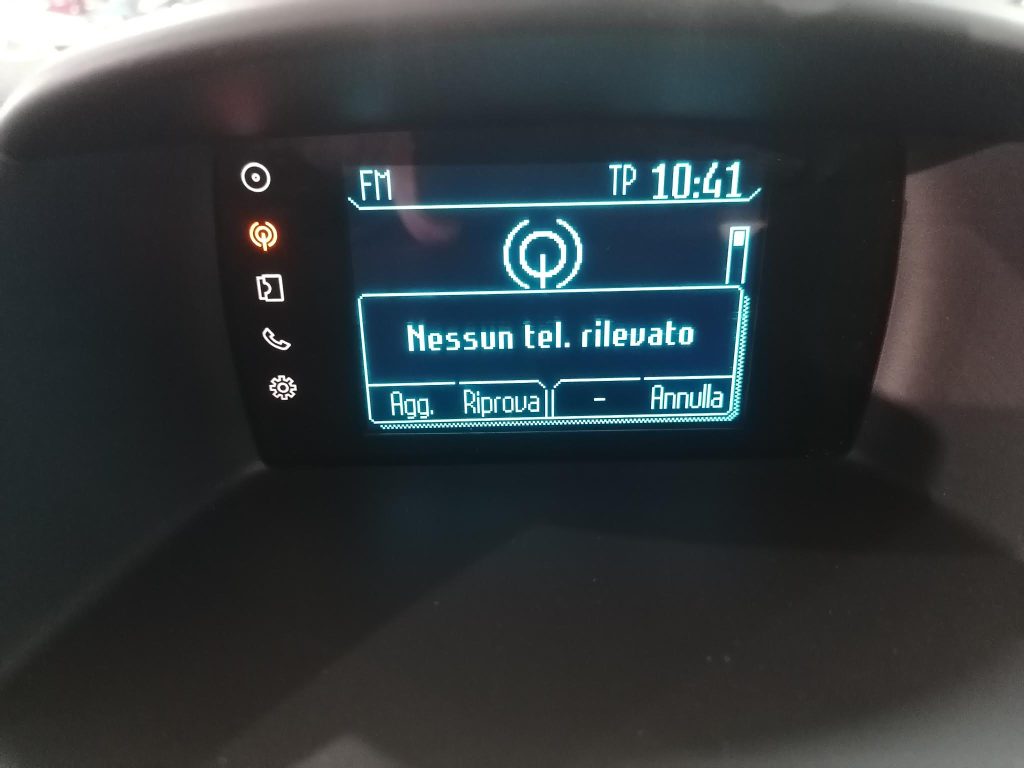 FM TP 10:41
Nessun tel. rilevato
Agg. Riprova - Annulla